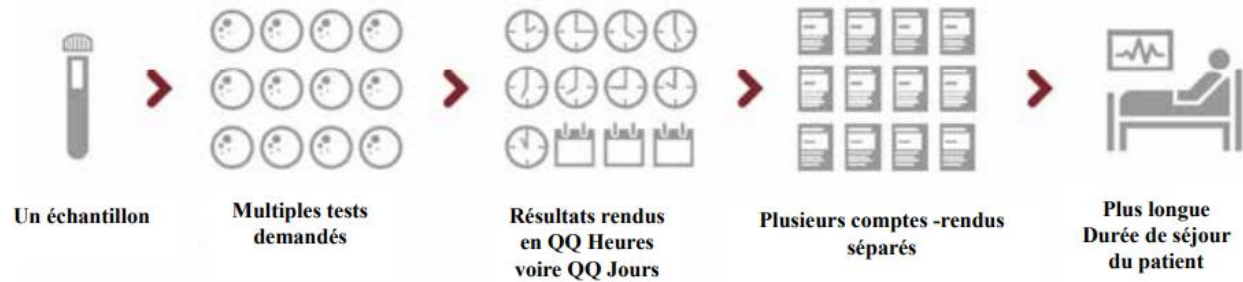 Un échantillon
Multiples tests
demandés
Résultats rendus
en QQ Heures
voire QQ Jours
Plusieurs comptes -rendus
séparés
Plus longue
Durée de séjour
du patient